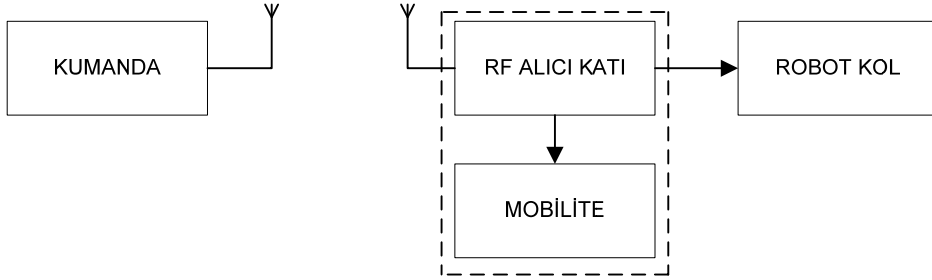 KUMANDA
RF ALICI KATI
ROBOT KOL
MOBİLİTE